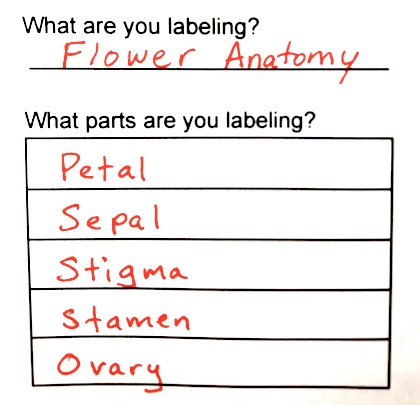 What are you labeling?
Flower Anatomy
What parts are you labeling?
Petal
Sepal
Stigma
Stamen
Ovary